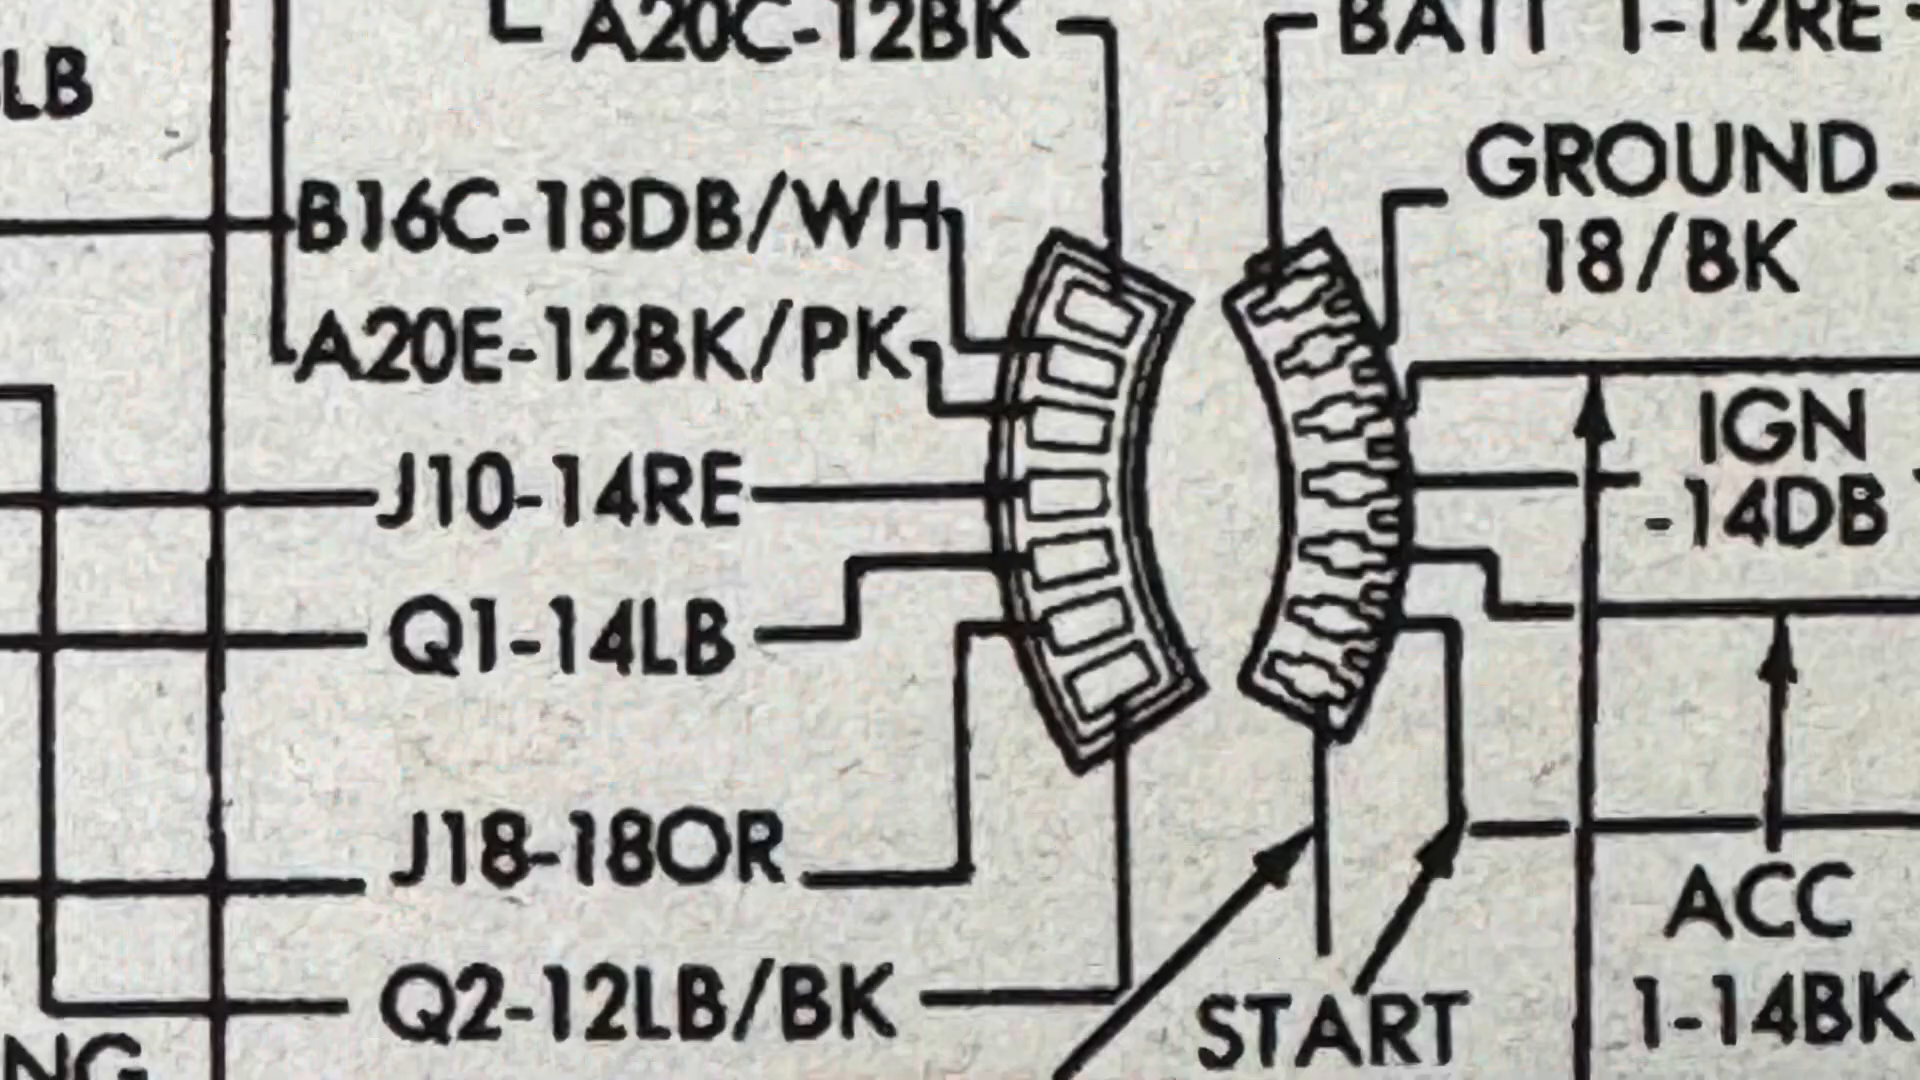 A20C-12BK
BATT 1-12RE
LB
GROUND
18/BK
B16C-18DB/WH
A20E-12BK/PK
IGN
-14DB
J10-14RE
Q1-14LB
J18-18OR
ACC
1-14BK
Q2-12LB/BK
START
NG